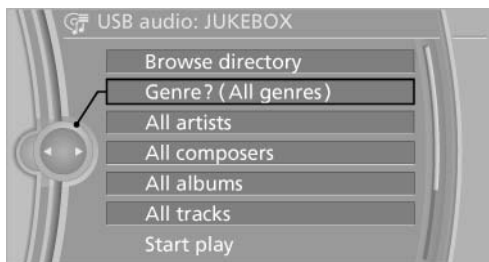 USB audio: JUKEBOX
Browse directory
Genre? (All genres)
All artists
All composers
All albums
All tracks
Start play